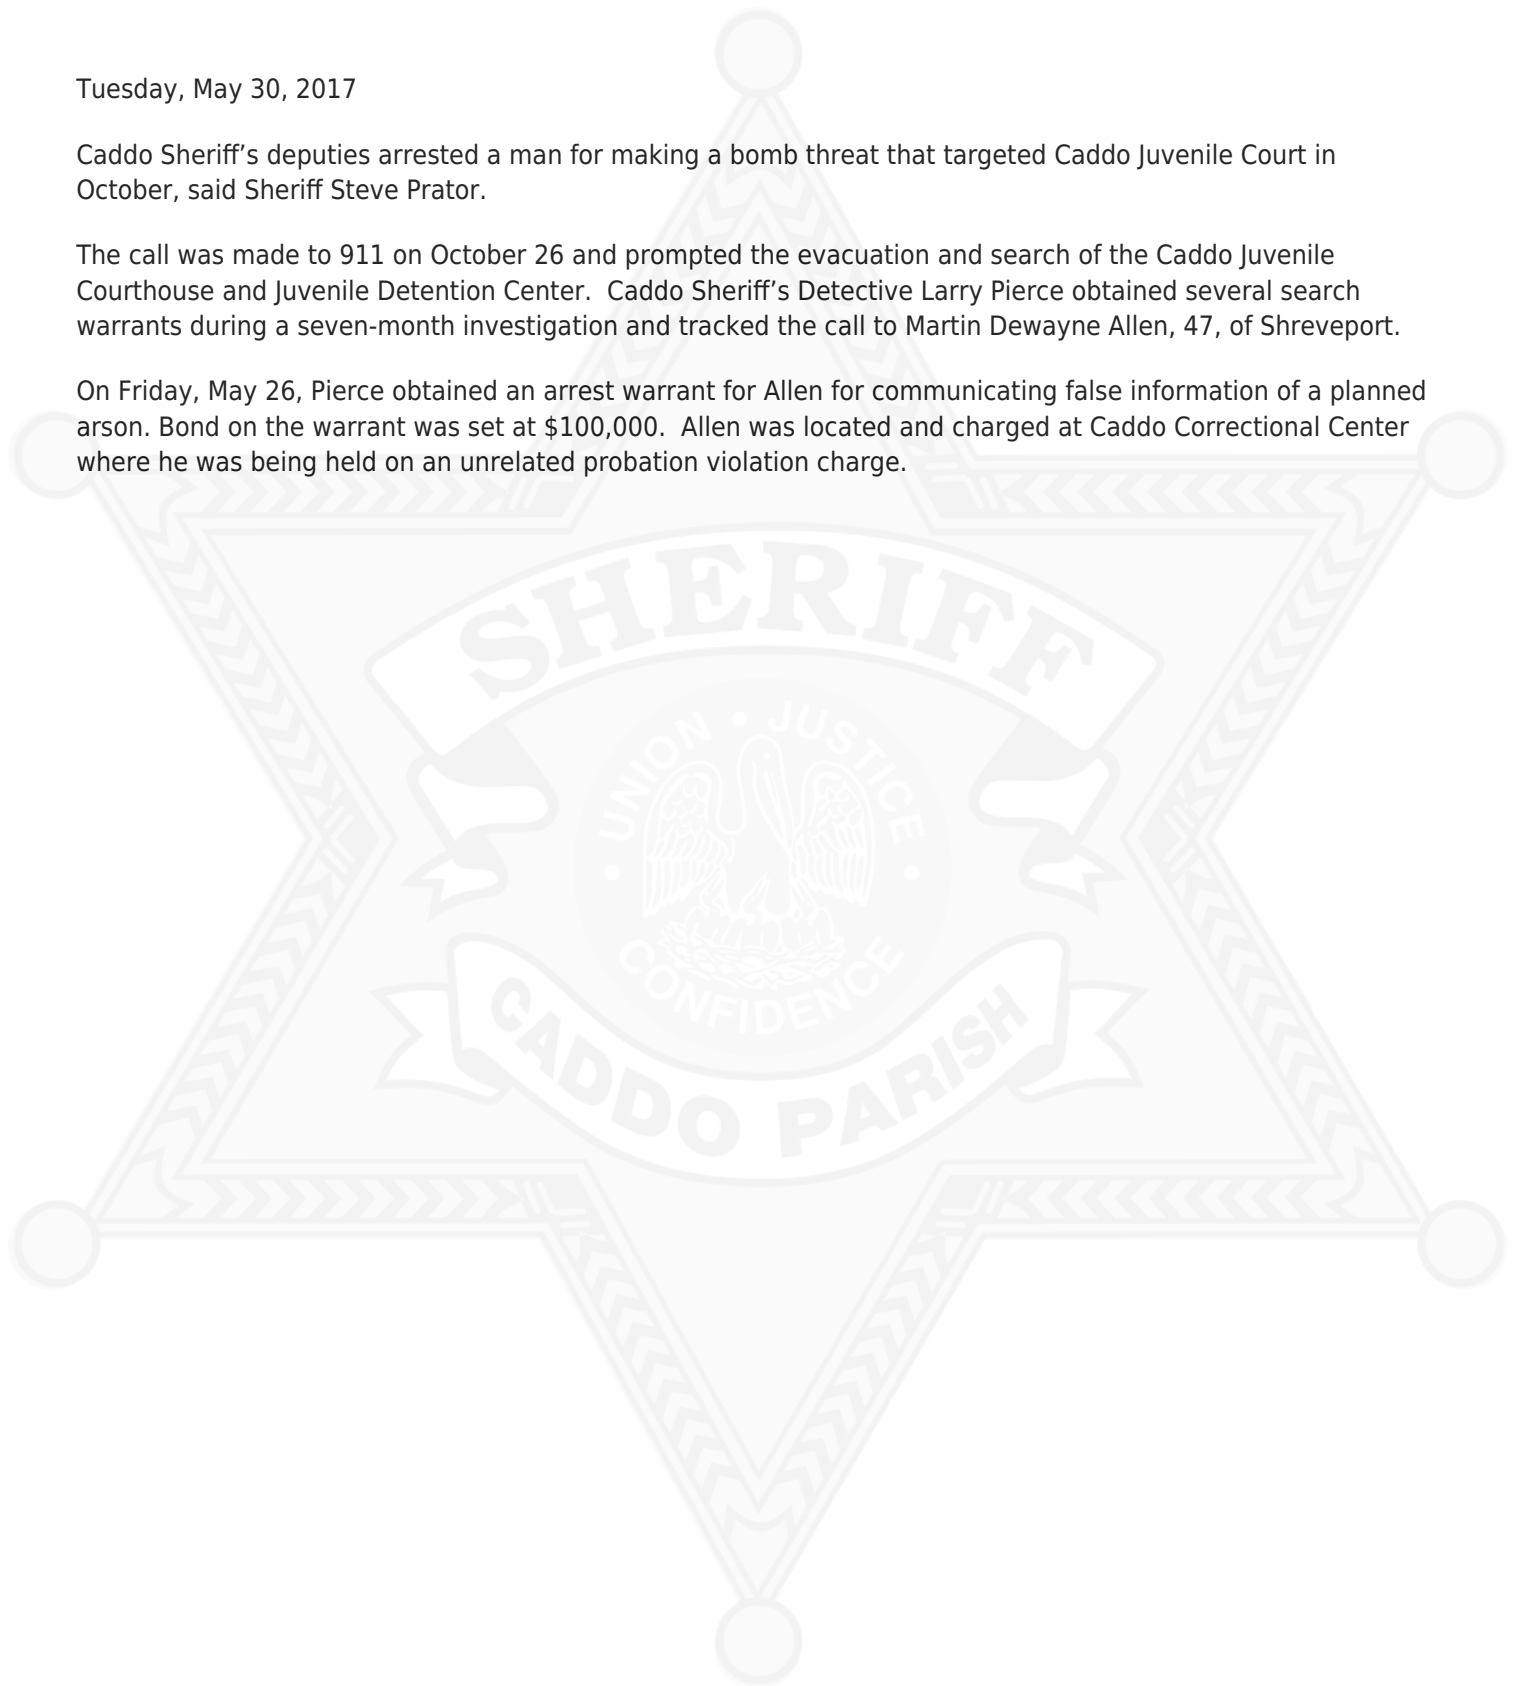 Tuesday, May 30, 2017
Caddo Sheriff’s deputies arrested a man for making a bomb threat that targeted Caddo Juvenile Court in
October, said Sheriff Steve Prator.
The call was made to 911 on October 26 and prompted the evacuation and search of the Caddo Juvenile
Courthouse and Juvenile Detention Center.  Caddo Sheriff’s Detective Larry Pierce obtained several search
warrants during a seven-month investigation and tracked the call to Martin Dewayne Allen, 47, of Shreveport.
On Friday, May 26, Pierce obtained an arrest warrant for Allen for communicating false information of a planned
arson. Bond on the warrant was set at $100,000.  Allen was located and charged at Caddo Correctional Center
where he was being held on an unrelated probation violation charge.
SHERIFF
UNION • JUSTICE
• CONFIDENCE •
CADDO PARISH